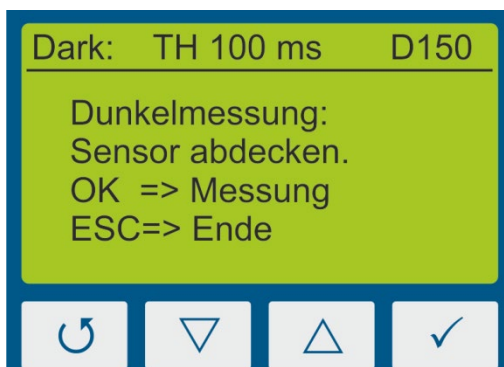 Dark: TH 100 ms D150
Dunkelmessung:
Sensor abdecken.
OK => Messung
ESC=> Ende